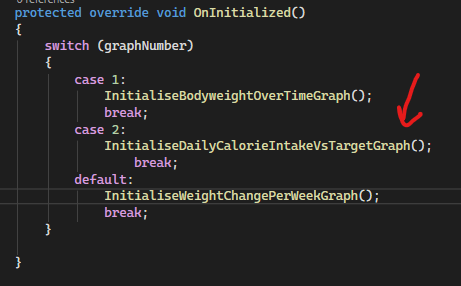 0 references
protected override void OnInitialized()
{
    switch (graphNumber)
    {
        case 1:
            InitialiseBodyweightOverTimeGraph();
            break;
        case 2:
            InitialiseDailyCalorieIntakeVsTargetGraph();
                break;
        default:
            InitialiseWeightChangePerWeekGraph();
            break;
    }
}